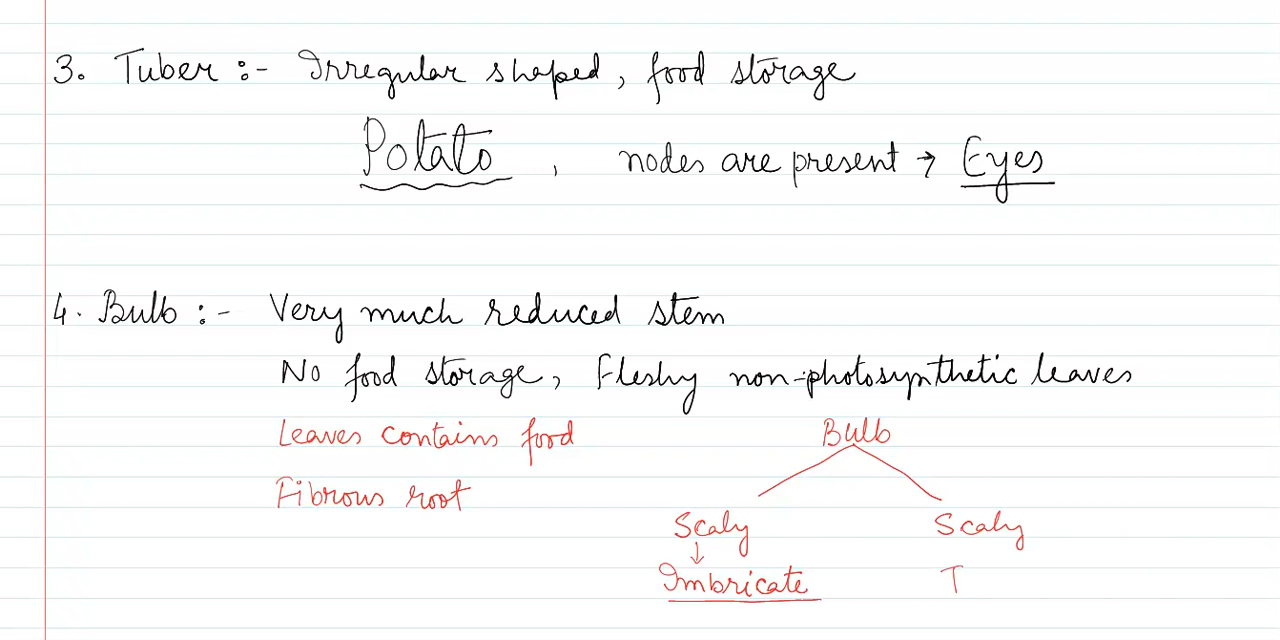 3. Tuber :- Irregular shaped, food storage
Potato, nodes are present → Eyes
4. Bulb :- Very much reduced stem
No food storage, Fleshy non-photosynthetic leaves
Leaves contains food
Bulb
Fibrous root
Scaly Scaly
↓
Imbricate T